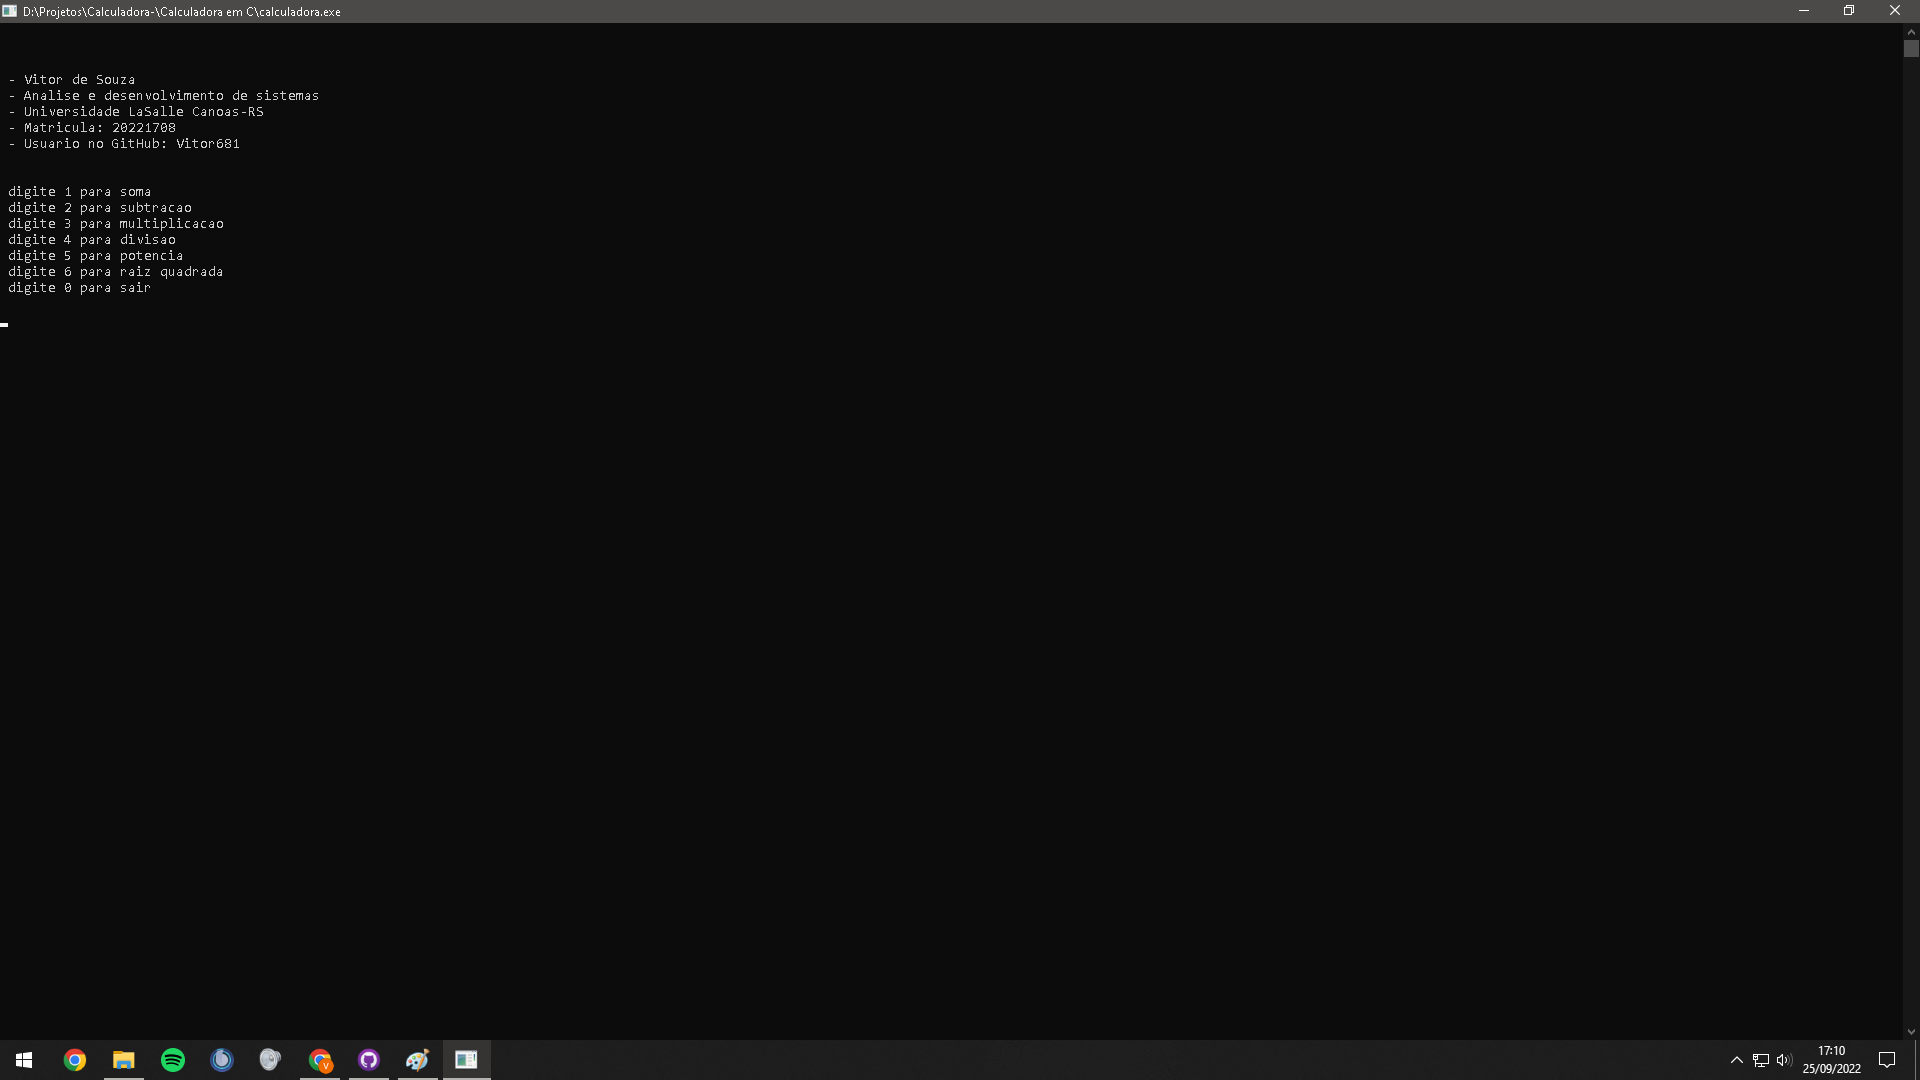 D:\Projetos\Calculadora-\Calculadora em C\calculadora.exe
- Vitor de Souza
- Analise e desenvolvimento de sistemas
- Universidade LaSalle Canoas-RS
- Matricula: 20221708
- Usuario no GitHub: Vitor681
digite 1 para soma
digite 2 para subtracao
digite 3 para multiplicacao
digite 4 para divisao
digite 5 para potencia
digite 6 para raiz quadrada
digite 0 para sair
V
17:10
25/09/2022